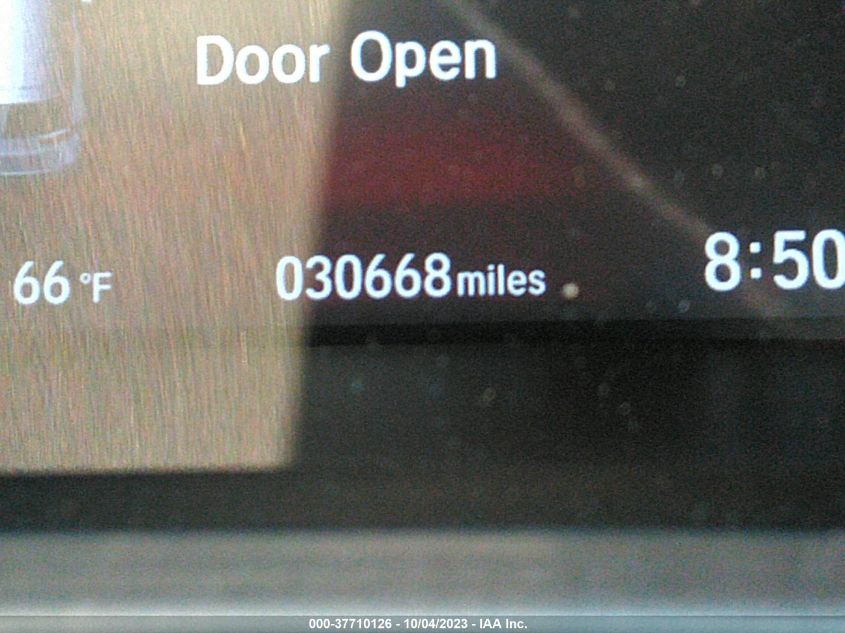 Door Open
66 °F 030668 miles 8:50
000-37710126 - 10/04/2023 - IAA Inc.